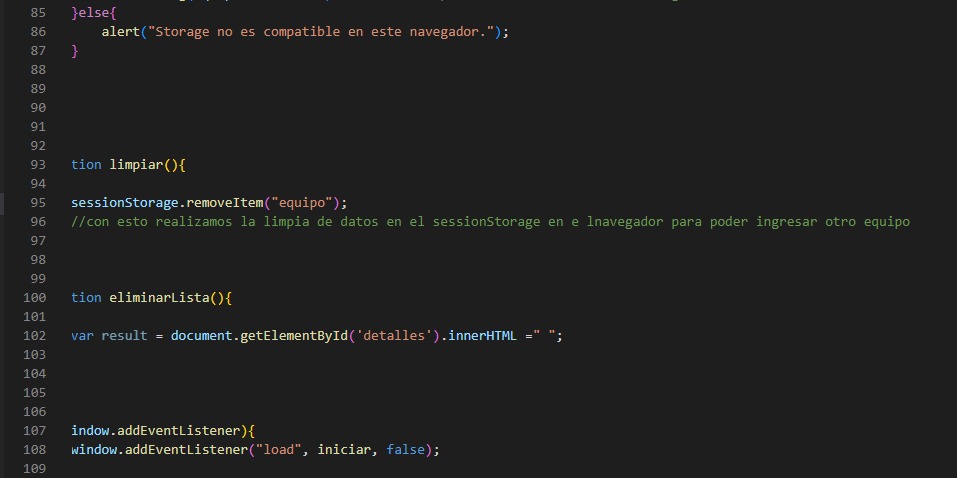 85 }else{
86 alert("Storage no es compatible en este navegador.");
87 }
88
89
90
91
92
93 tion limpiar(){
94
95 sessionStorage.removeItem("equipo");
96 //con esto realizamos la limpia de datos en el sessionStorage en e lnavegador para poder ingresar otro equipo
97
98
99
100 tion eliminarLista(){
101
102 var result = document.getElementById('detalles').innerHTML =" ";
103
104
105
106
107 indow.addEventListener){
108 window.addEventListener("load", iniciar, false);
109